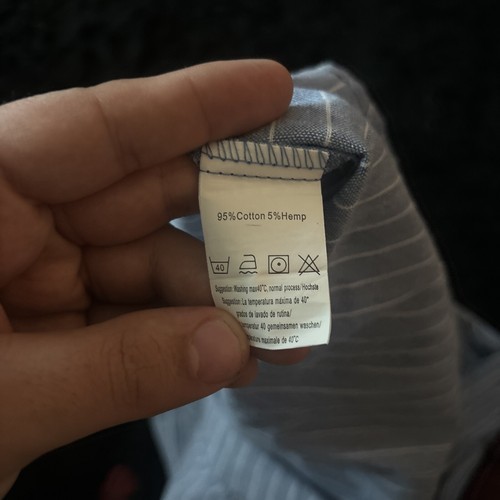 95%Cotton 5%Hemp
40
Suggestion:Washing max40°C, normal process/Höchste
Suggestion:La temperatura máxima de 40°
grados de lavado de rutina/
40 gemeinsamen waschen/
maximale de 40°C